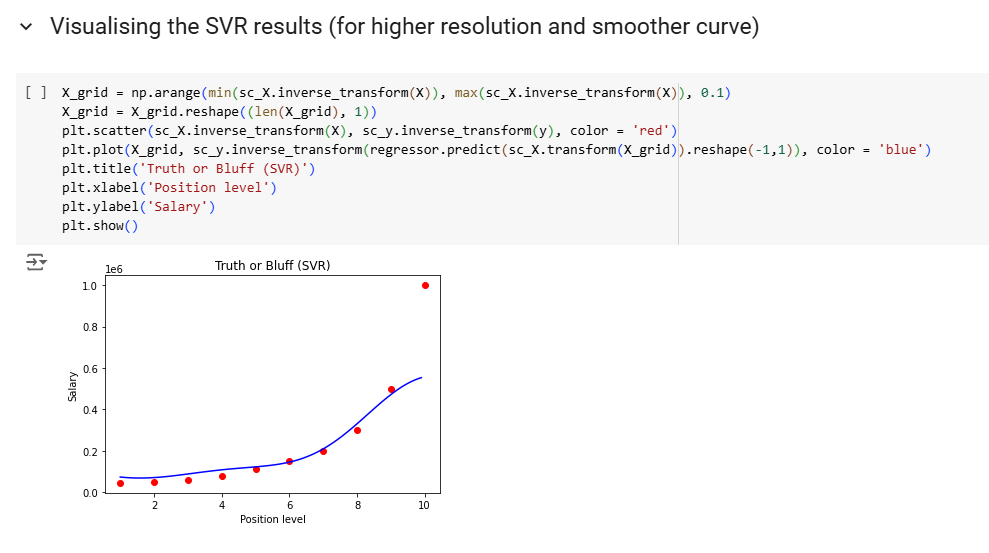 Visualising the SVR results (for higher resolution and smoother curve)
[ ] X_grid = np.arange(min(sc_X.inverse_transform(X)), max(sc_X.inverse_transform(X)), 0.1)
X_grid = X_grid.reshape((len(X_grid), 1))
plt.scatter(sc_X.inverse_transform(X), sc_y.inverse_transform(y), color = 'red')
plt.plot(X_grid, sc_y.inverse_transform(regressor.predict(sc_X.transform(X_grid)).reshape(-1,1)), color = 'blue')
plt.title('Truth or Bluff (SVR)')
plt.xlabel('Position level')
plt.ylabel('Salary')
plt.show()
Truth or Bluff (SVR)
1e6
1.0
0.8
0.6
0.4
0.2
0.0
Salary
2 4 6 8 10
Position level